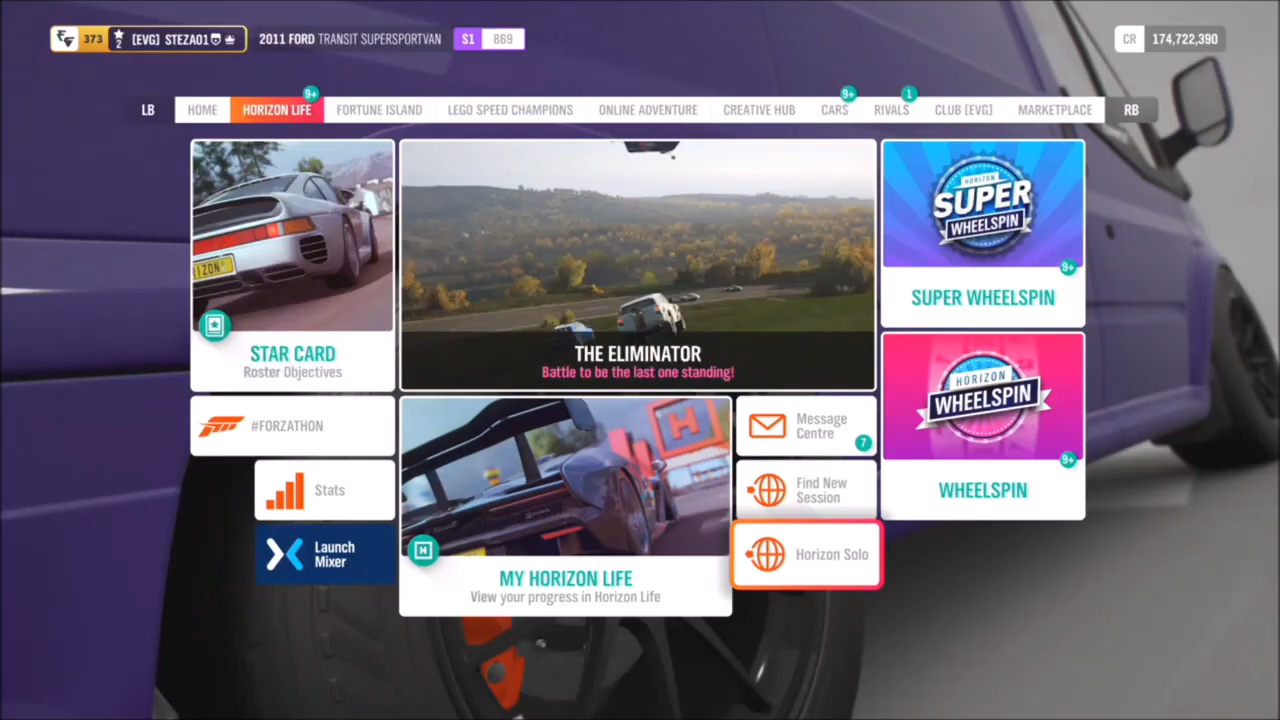 373 2 [EVG] STEZA01 2011 FORD TRANSIT SUPERSPORTVAN S1 869 CR 174,722,390
LB HOME HORIZON LIFE 9+ FORTUNE ISLAND LEGO SPEED CHAMPIONS ONLINE ADVENTURE CREATIVE HUB CARS 9+ RIVALS 1 CLUB [EVG] MARKETPLACE RB
STAR CARD
Roster Objectives
THE ELIMINATOR
Battle to be the last one standing!
HORIZON
SUPER
WHEELSPIN
9+
SUPER WHEELSPIN
#FORZATHON
Stats
Launch
Mixer
MY HORIZON LIFE
View your progress in Horizon Life
Message
Centre
7
Find New
Session
Horizon Solo
HORIZON
WHEELSPIN
9+
WHEELSPIN